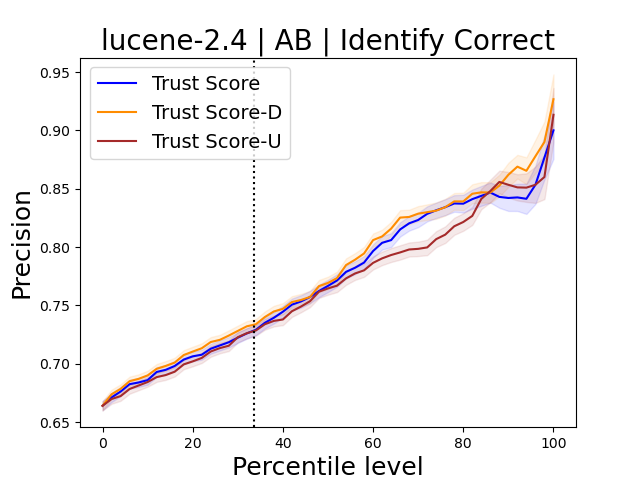 lucene-2.4 | AB | Identify Correct
Trust Score
Trust Score-D
Trust Score-U
Precision
0.95
0.90
0.85
0.80
0.75
0.70
0.65
0 20 40 60 80 100
Percentile level